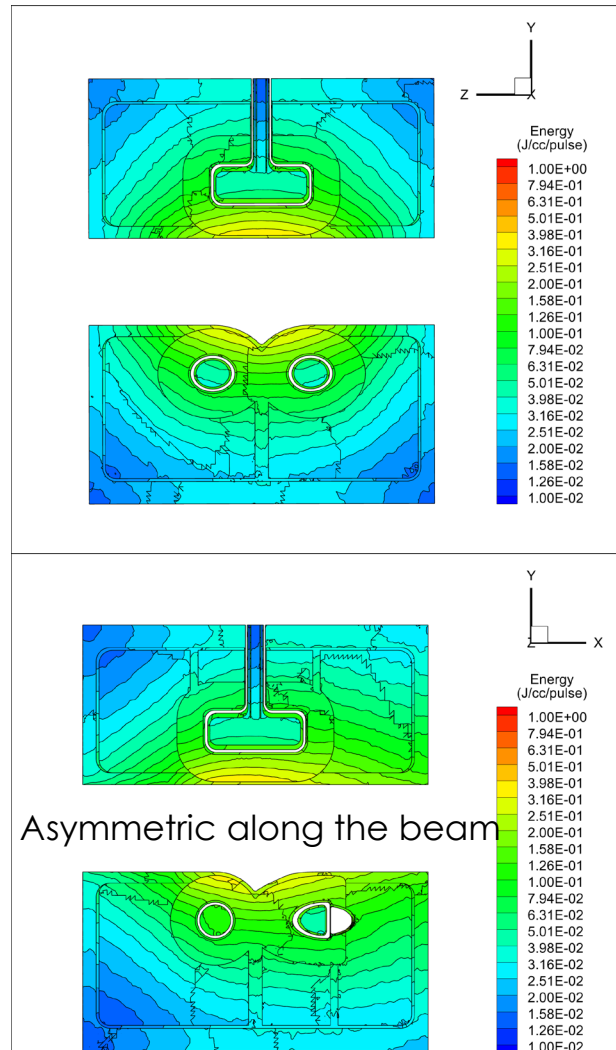 Y
Z X
Energy
(J/cc/pulse)
1.00E+00
7.94E-01
6.31E-01
5.01E-01
3.98E-01
3.16E-01
2.51E-01
2.00E-01
1.58E-01
1.26E-01
1.00E-01
7.94E-02
6.31E-02
5.01E-02
3.98E-02
3.16E-02
2.51E-02
2.00E-02
1.58E-02
1.26E-02
1.00E-02
Y
Z X
Energy
(J/cc/pulse)
1.00E+00
7.94E-01
6.31E-01
5.01E-01
3.98E-01
3.16E-01
2.51E-01
Asymmetric along the beam
2.00E-01
1.58E-01
1.26E-01
1.00E-01
7.94E-02
6.31E-02
5.01E-02
3.98E-02
3.16E-02
2.51E-02
2.00E-02
1.58E-02
1.26E-02
1.00E-02